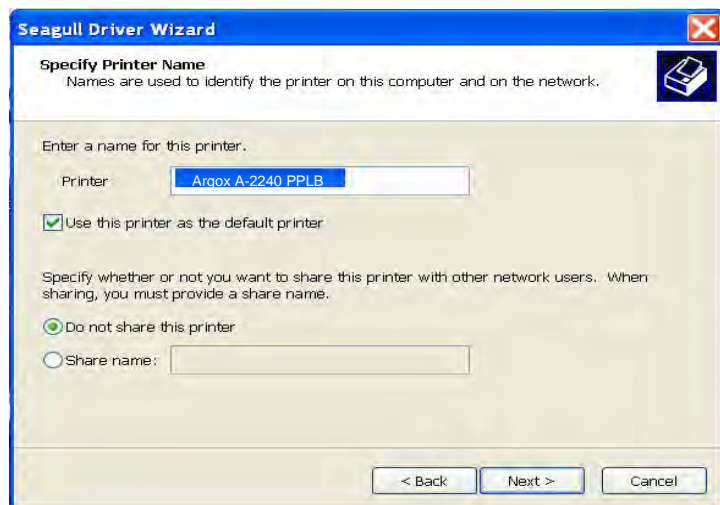 Seagull Driver Wizard
Specify Printer Name
Names are used to identify the printer on this computer and on the network.
Enter a name for this printer.
Printer
Argox A-2240 PPLB
Use this printer as the default printer
Specify whether or not you want to share this printer with other network users. When
sharing, you must provide a share name.
Do not share this printer
Share name:
< Back
Next >
Cancel